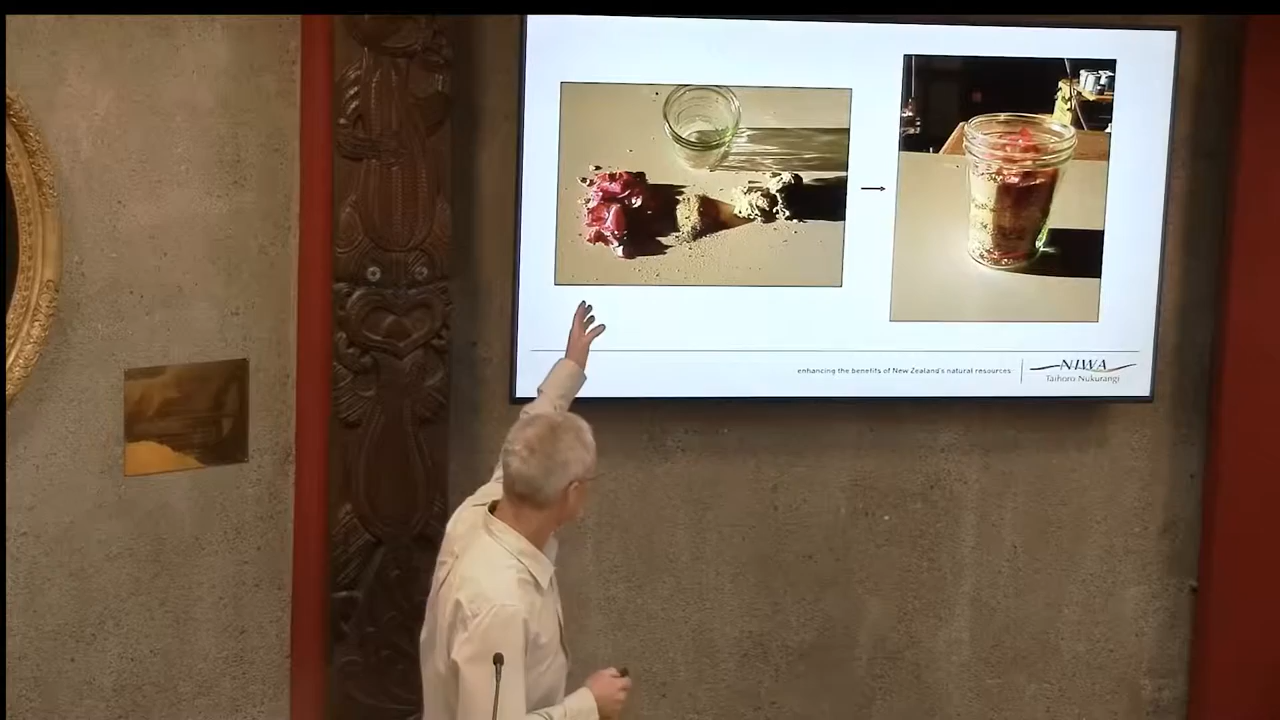 enhancing the benefits of New Zealand's natural resources
NIWA
Taihoro Nukurangi